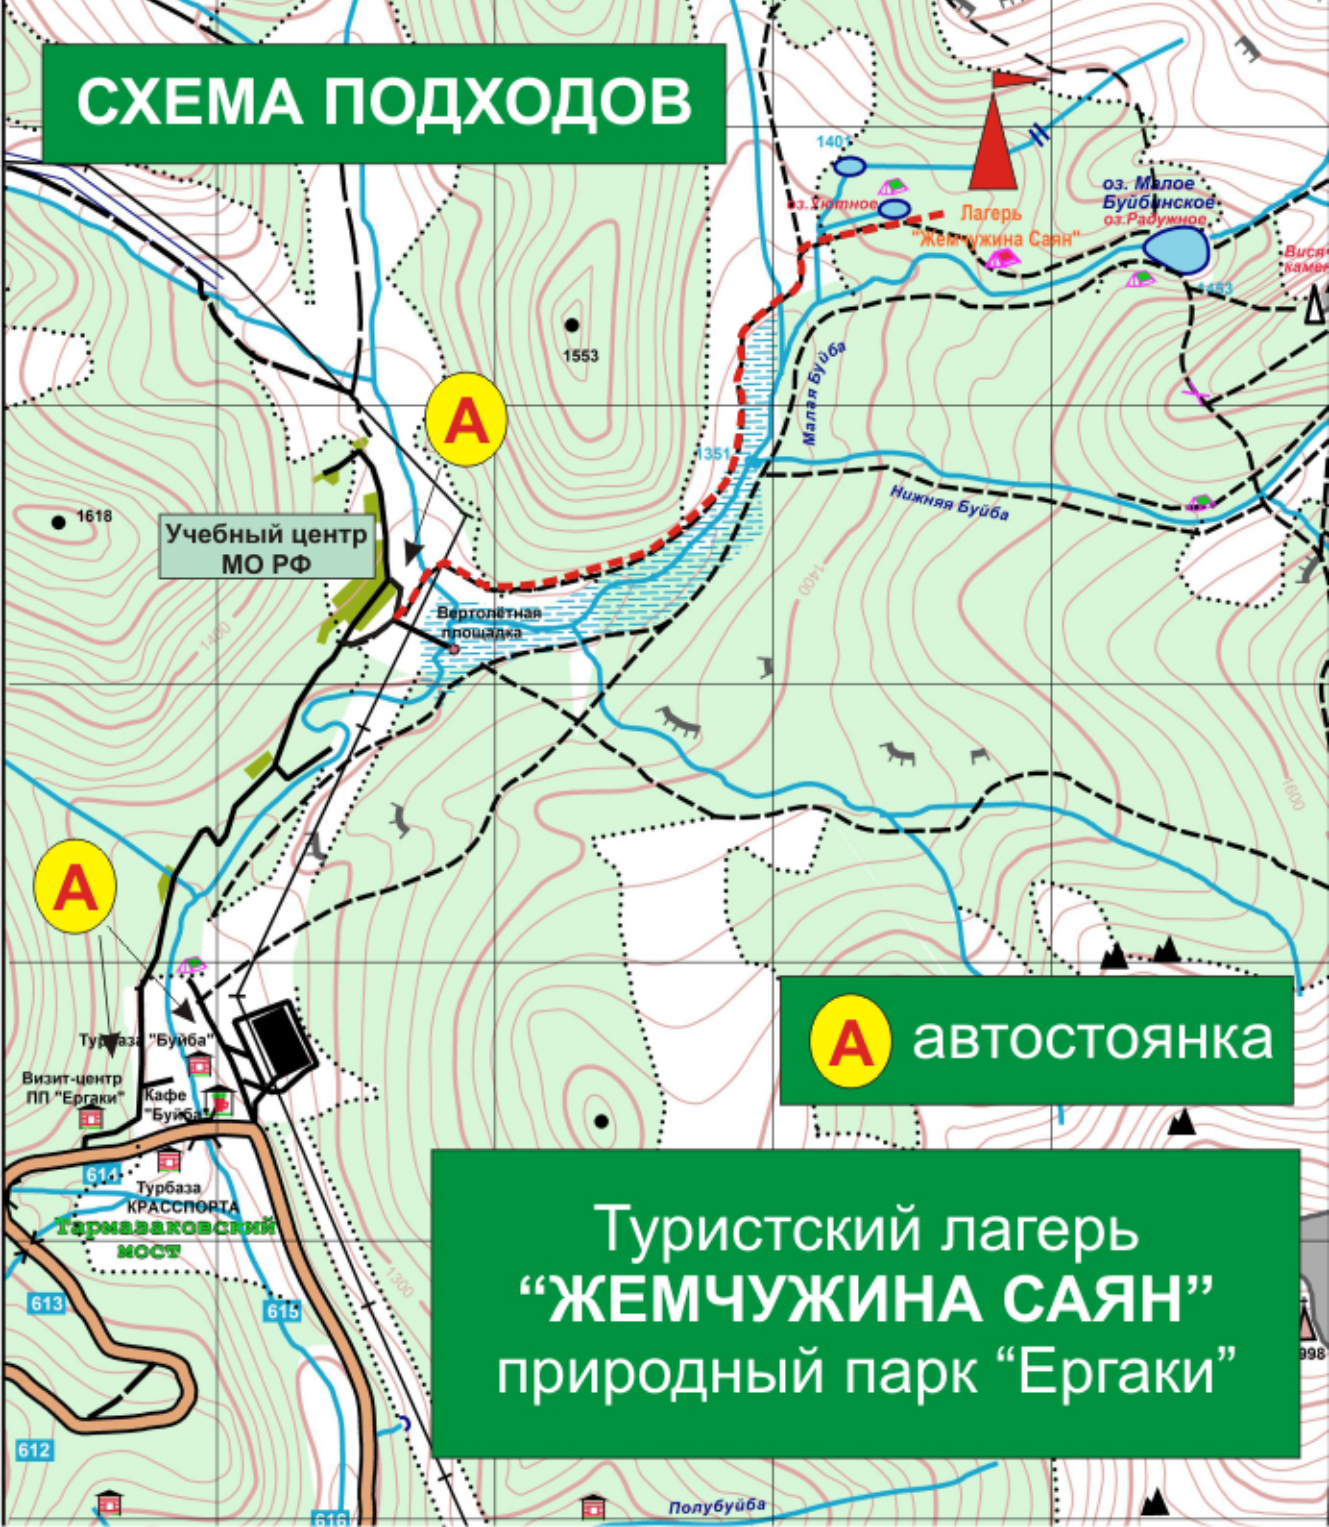 СХЕМА ПОДХОДОВ
1401
оз.Уютное
Лагерь
"Жемчужина Саян"
оз. Малое
Буйбинское
оз.Радужное
1453
1553
А
Малая Буйба
1351
Нижняя Буйба
1618
Учебный центр
МО РФ
1400
1400
Вертолётная
площадка
1600
А
Турбаза "Буйба"
Визит-центр
ПП "Ергаки"
Кафе
"Буйба"
А автостоянка
614
Турбаза
КРАССПОРТА
Тармазаковский
мост
1300
613
615
Туристский лагерь
“ЖЕМЧУЖИНА САЯН”
природный парк “Ергаки”
612
616
Полубуйба